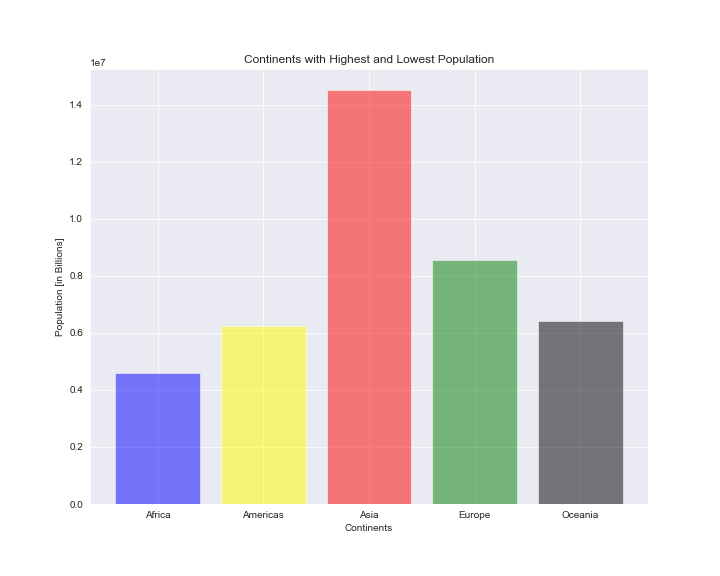 Continents with Highest and Lowest Population
1e7
1.4
1.2
1.0
0.8
0.6
0.4
0.2
0.0
Population [in Billions]
Africa Americas Asia Europe Oceania
Continents